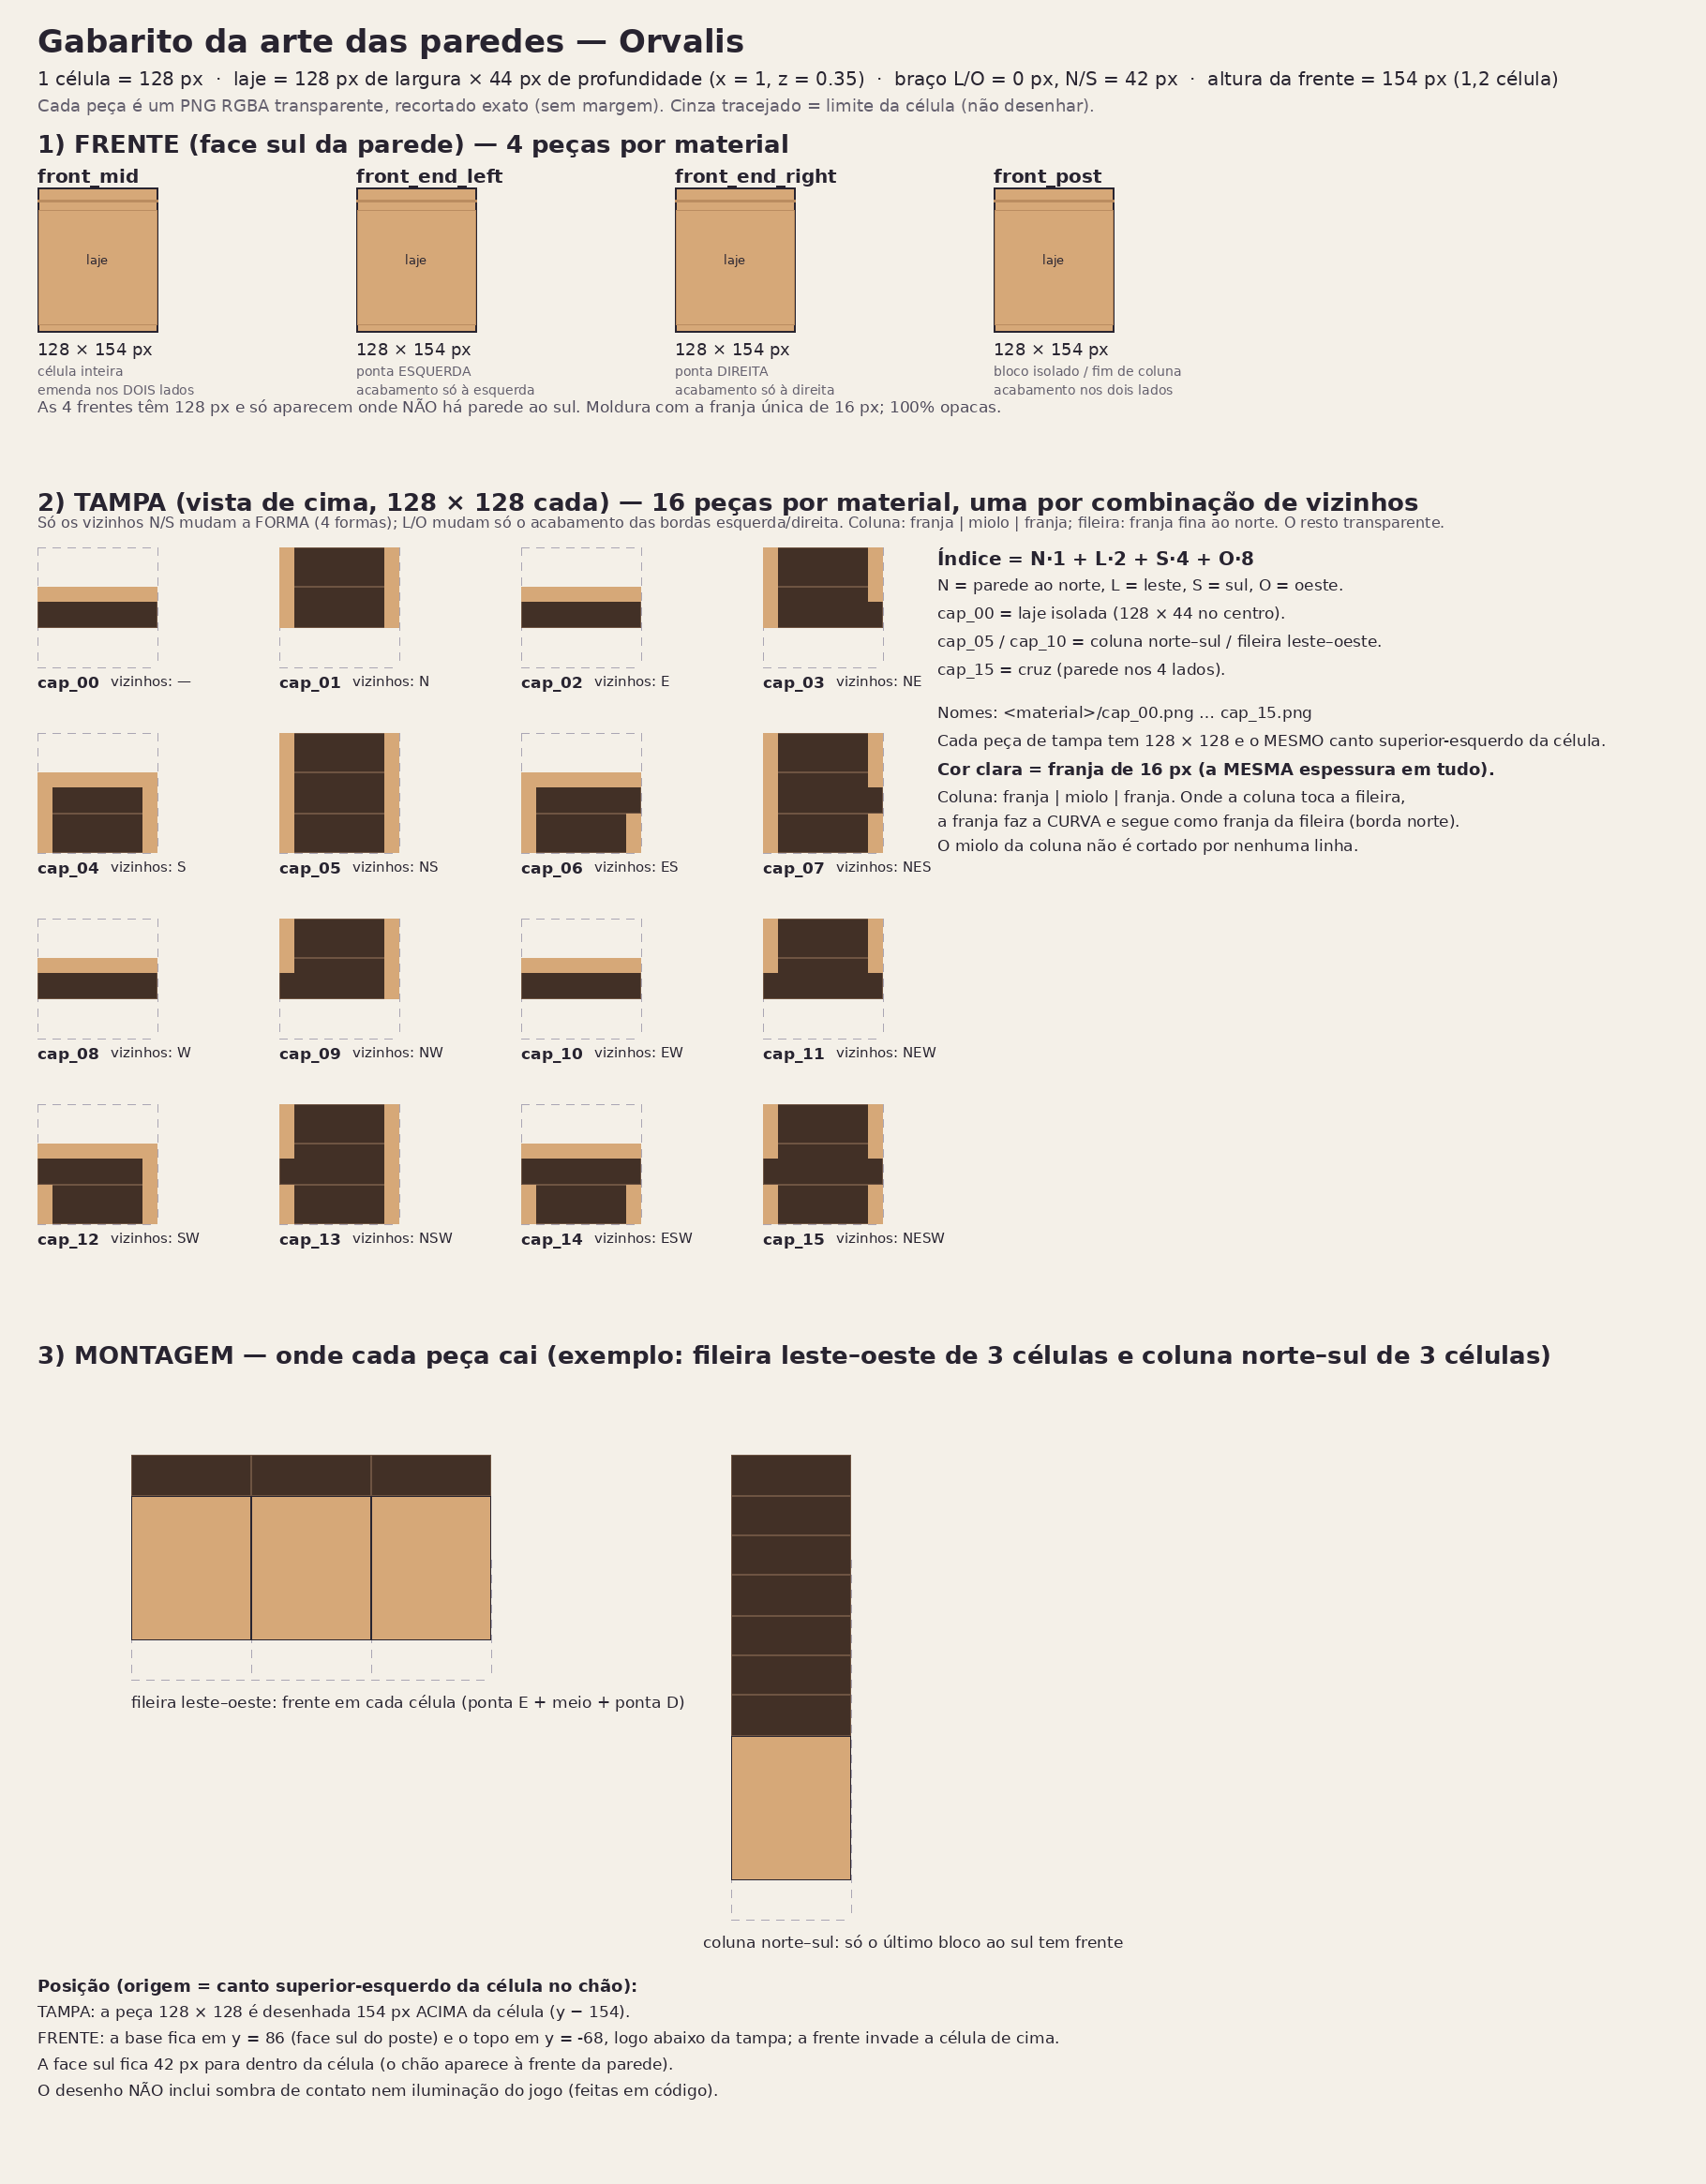 Gabarito da arte das paredes — Orvalis
1 célula = 128 px · laje = 128 px de largura × 44 px de profundidade (x = 1, z = 0.35) · braço L/O = 0 px, N/S = 42 px · altura da frente = 154 px (1,2 célula)
Cada peça é um PNG RGBA transparente, recortado exato (sem margem). Cinza tracejado = limite da célula (não desenhar).
1) FRENTE (face sul da parede) — 4 peças por material
front_mid front_end_left front_end_right front_post
laje laje laje laje
128 × 154 px 128 × 154 px 128 × 154 px 128 × 154 px
célula inteira ponta ESQUERDA ponta DIREITA bloco isolado / fim de coluna
emenda nos DOIS lados acabamento só à esquerda acabamento só à direita acabamento nos dois lados
As 4 frentes têm 128 px e só aparecem onde NÃO há parede ao sul. Moldura com a franja única de 16 px; 100% opacas.
2) TAMPA (vista de cima, 128 × 128 cada) — 16 peças por material, uma por combinação de vizinhos
Só os vizinhos N/S mudam a FORMA (4 formas); L/O mudam só o acabamento das bordas esquerda/direita. Coluna: franja | miolo | franja; fileira: franja fina ao norte. O resto transparente.
cap_00 vizinhos: — cap_01 vizinhos: N cap_02 vizinhos: E cap_03 vizinhos: NE
cap_04 vizinhos: S cap_05 vizinhos: NS cap_06 vizinhos: ES cap_07 vizinhos: NES
cap_08 vizinhos: W cap_09 vizinhos: NW cap_10 vizinhos: EW cap_11 vizinhos: NEW
cap_12 vizinhos: SW cap_13 vizinhos: NSW cap_14 vizinhos: ESW cap_15 vizinhos: NESW
Índice = N·1 + L·2 + S·4 + O·8
N = parede ao norte, L = leste, S = sul, O = oeste.
cap_00 = laje isolada (128 × 44 no centro).
cap_05 / cap_10 = coluna norte–sul / fileira leste–oeste.
cap_15 = cruz (parede nos 4 lados).
Nomes: <material>/cap_00.png … cap_15.png
Cada peça de tampa tem 128 × 128 e o MESMO canto superior-esquerdo da célula.
Cor clara = franja de 16 px (a MESMA espessura em tudo).
Coluna: franja | miolo | franja. Onde a coluna toca a fileira,
a franja faz a CURVA e segue como franja da fileira (borda norte).
O miolo da coluna não é cortado por nenhuma linha.
3) MONTAGEM — onde cada peça cai (exemplo: fileira leste–oeste de 3 células e coluna norte–sul de 3 células)
fileira leste–oeste: frente em cada célula (ponta E + meio + ponta D)
coluna norte–sul: só o último bloco ao sul tem frente
Posição (origem = canto superior-esquerdo da célula no chão):
TAMPA: a peça 128 × 128 é desenhada 154 px ACIMA da célula (y − 154).
FRENTE: a base fica em y = 86 (face sul do poste) e o topo em y = -68, logo abaixo da tampa; a frente invade a célula de cima.
A face sul fica 42 px para dentro da célula (o chão aparece à frente da parede).
O desenho NÃO inclui sombra de contato nem iluminação do jogo (feitas em código).